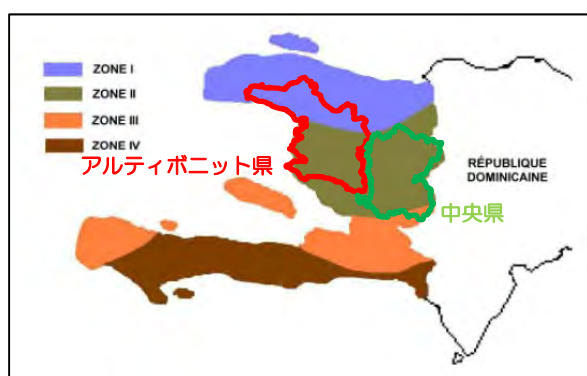 ZONE I
ZONE II
ZONE III
ZONE IV
アルティボニット県
RÉPUBLIQUE
DOMINICAINE
中央県